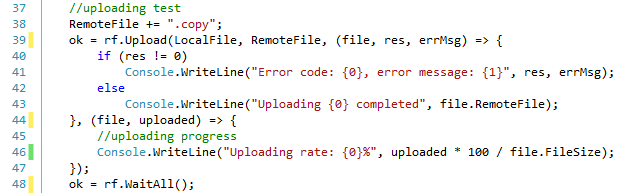 37 //uploading test
38 RemoteFile += ".copy";
39 ok = rf.Upload(LocalFile, RemoteFile, (file, res, errMsg) => {
40 if (res != 0)
41 Console.WriteLine("Error code: {0}, error message: {1}", res, errMsg);
42 else
43 Console.WriteLine("Uploading {0} completed", file.RemoteFile);
44 }, (file, uploaded) => {
45 //uploading progress
46 Console.WriteLine("Uploading rate: {0}%", uploaded * 100 / file.FileSize);
47 });
48 ok = rf.WaitAll();